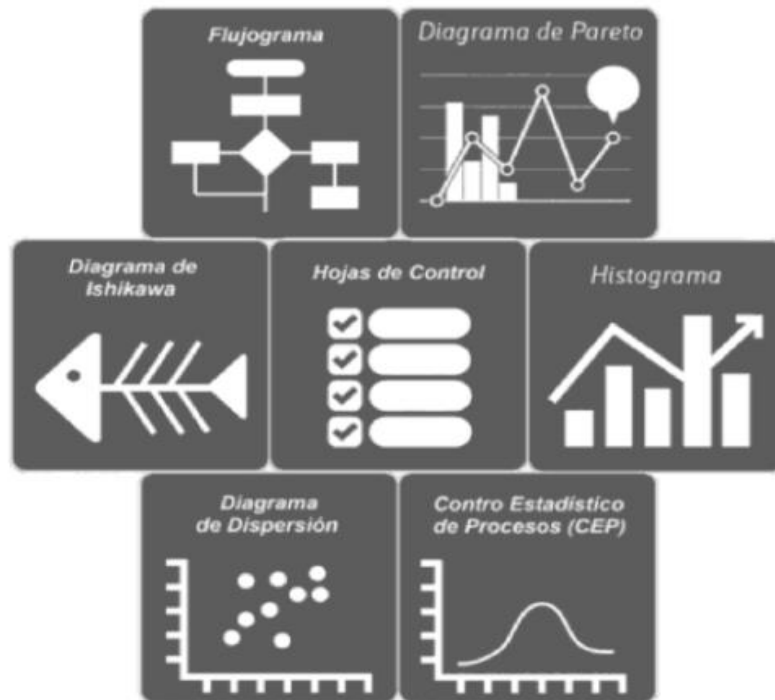 Flujograma
Diagrama de Pareto
Diagrama de
Ishikawa
Hojas de Control
Histograma
Diagrama
de Dispersión
Contro Estadístico
de Procesos (CEP)